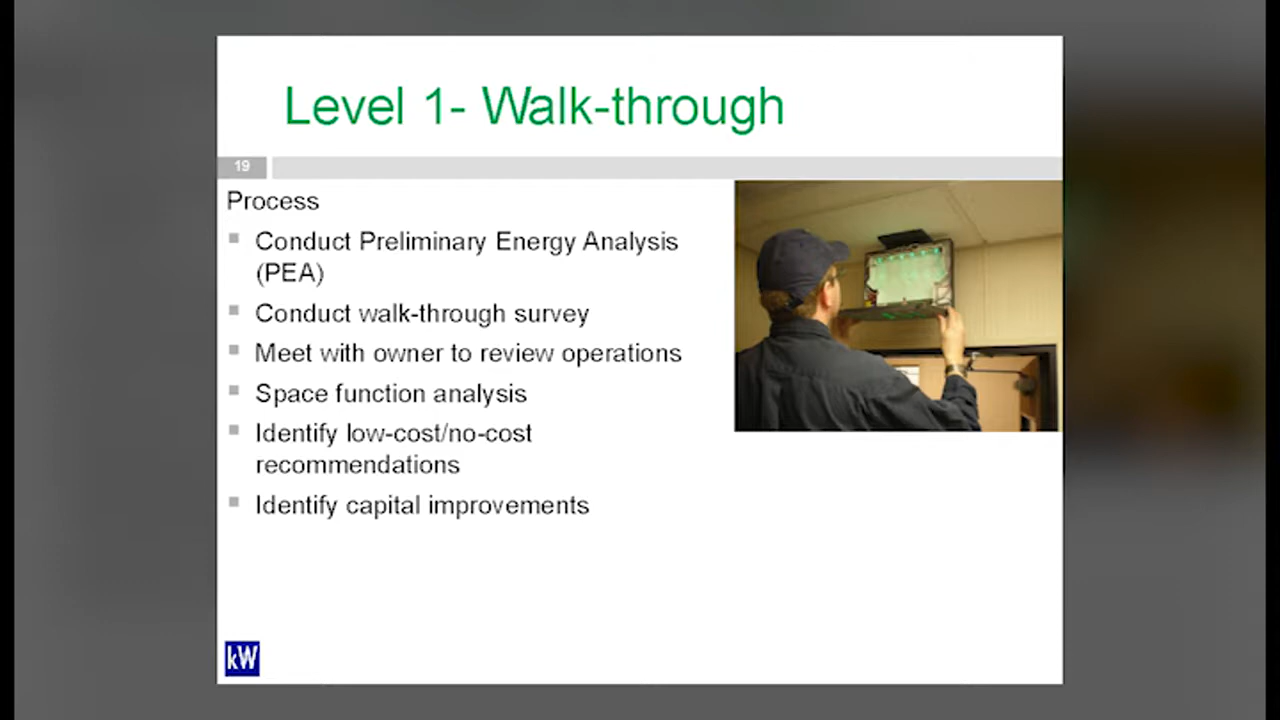 Level 1- Walk-through
19
Process
Conduct Preliminary Energy Analysis
(PEA)
Conduct walk-through survey
Meet with owner to review operations
Space function analysis
Identify low-cost/no-cost
recommendations
Identify capital improvements
kW